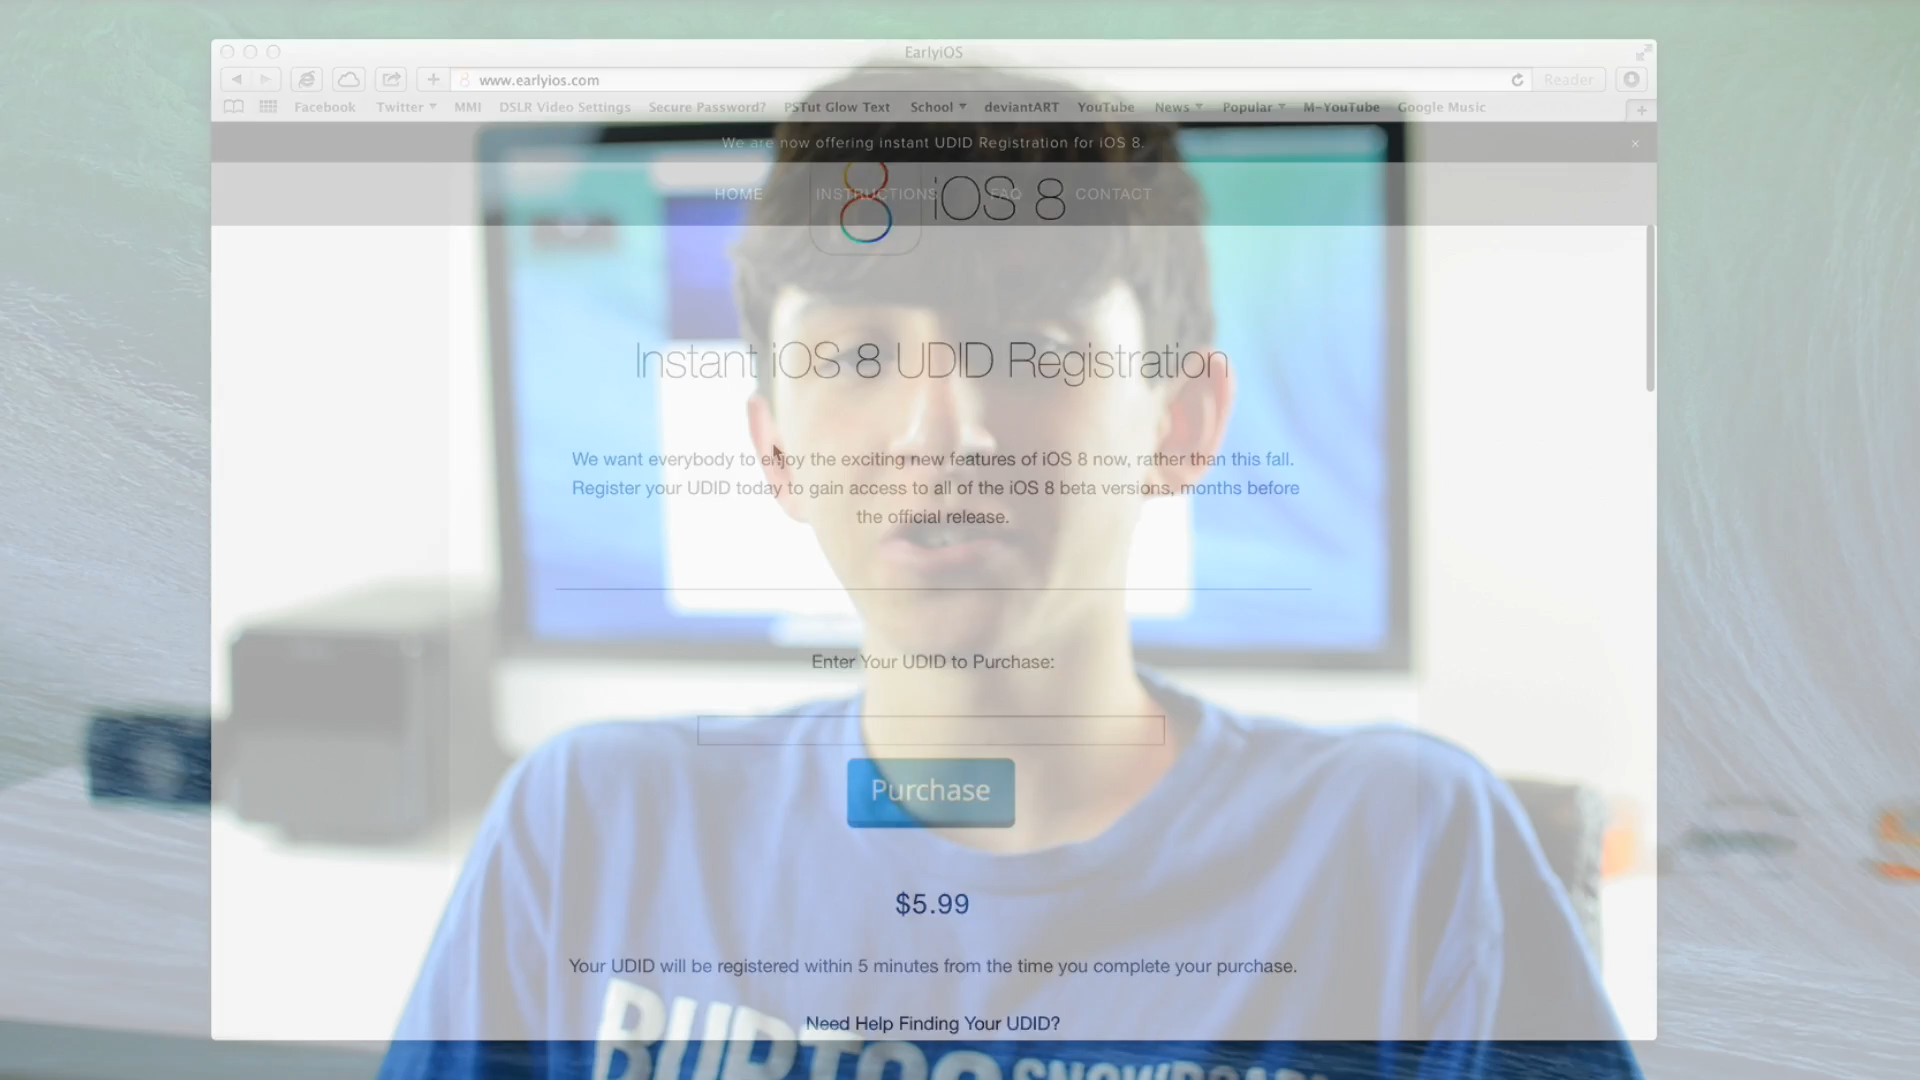 EarlyiOS
www.earlyios.com
Reader
Facebook Twitter MMI DSLR Video Settings Secure Password? PSTut Glow Text School deviantART YouTube News Popular M-YouTube Google Music
We are now offering instant UDID Registration for iOS 8.
HOME INSTRUCTIONS FAQ CONTACT
8 iOS 8
Instant iOS 8 UDID Registration
We want everybody to enjoy the exciting new features of iOS 8 now, rather than this fall.
Register your UDID today to gain access to all of the iOS 8 beta versions, months before
the official release.
Enter Your UDID to Purchase:
Purchase
$5.99
Your UDID will be registered within 5 minutes from the time you complete your purchase.
Need Help Finding Your UDID?